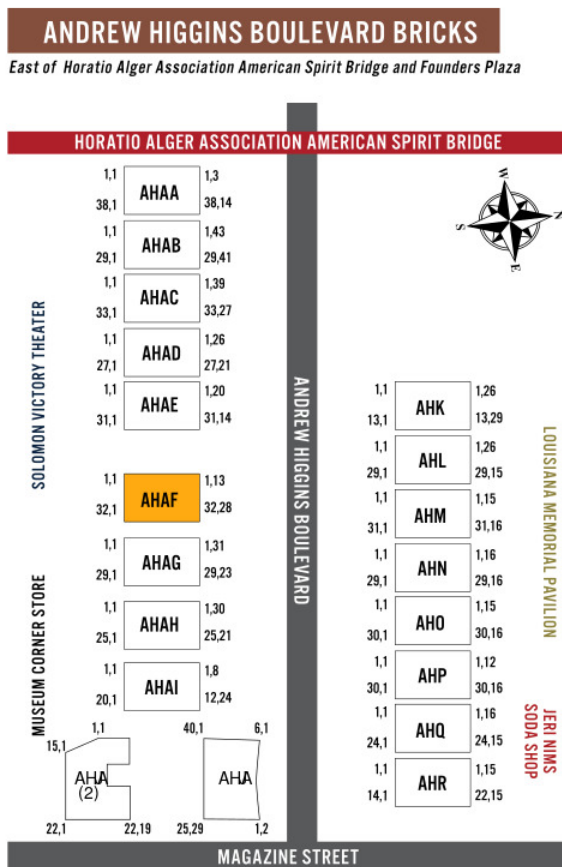 ANDREW HIGGINS BOULEVARD BRICKS
East of Horatio Alger Association American Spirit Bridge and Founders Plaza
HORATIO ALGER ASSOCIATION AMERICAN SPIRIT BRIDGE
W
N
S
E
SOLOMON VICTORY THEATER
MUSEUM CORNER STORE
1,1 1,3
AHAA
38,1 38,14
1,1 1,43
AHAB
29,1 29,41
1,1 1,39
AHAC
33,1 33,27
1,1 1,26
AHAD
27,1 27,21
1,1 1,20
AHAE
31,1 31,14
1,1 1,13
AHAF
32,1 32,28
1,1 1,31
AHAG
29,1 29,23
1,1 1,30
AHAH
25,1 25,21
1,1 1,8
AHAI
20,1 12,24
1,1
15,1
AHA
(2)
22,1 22,19
40,1 6,1
AHA
25,29 1,2
ANDREW HIGGINS BOULEVARD
1,1 1,26
AHK
13,1 13,29
1,1 1,26
AHL
29,1 29,15
1,1 1,15
AHM
31,1 31,16
1,1 1,16
AHN
29,1 29,16
1,1 1,15
AHO
30,1 30,16
1,1 1,12
AHP
30,1 30,16
1,1 1,16
AHQ
24,1 24,15
1,1 1,15
AHR
14,1 22,15
LOUISIANA MEMORIAL PAVILION
JERI NIMS
SODA SHOP
MAGAZINE STREET